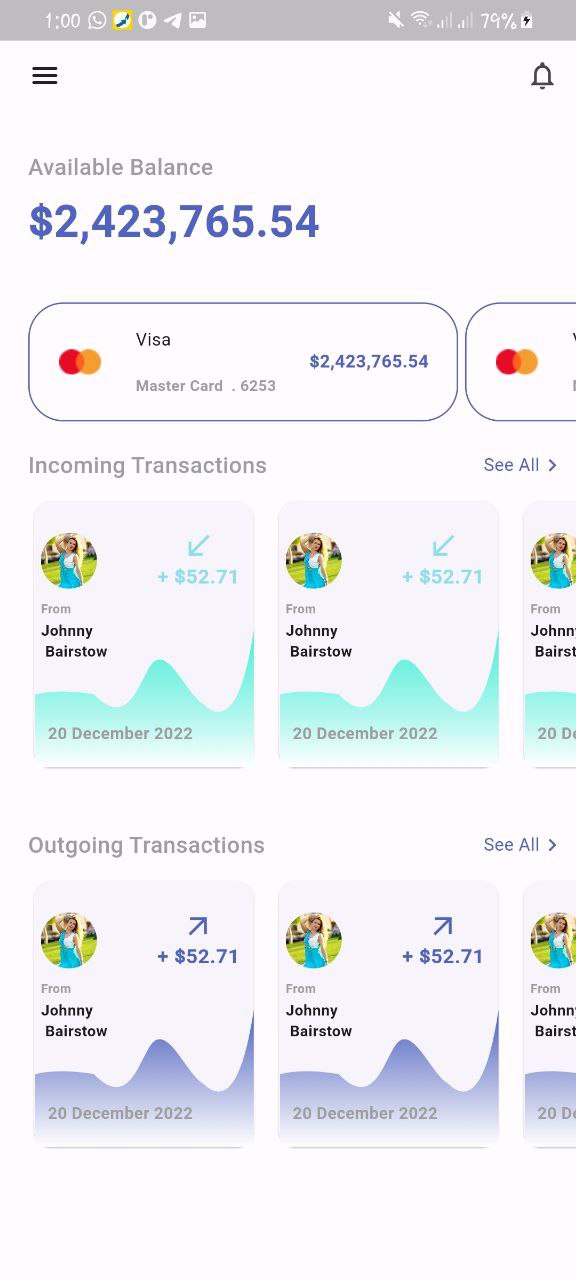 1:00 79%
Available Balance
$2,423,765.54
Visa
$2,423,765.54
Master Card . 6253
Incoming Transactions See All
+ $52.71 + $52.71
From From From
Johnny Johnny Johnny
Bairstow Bairstow Bairst
20 December 2022 20 December 2022 20 De
Outgoing Transactions See All
+ $52.71 + $52.71
From From From
Johnny Johnny Johnny
Bairstow Bairstow Bairst
20 December 2022 20 December 2022 20 De